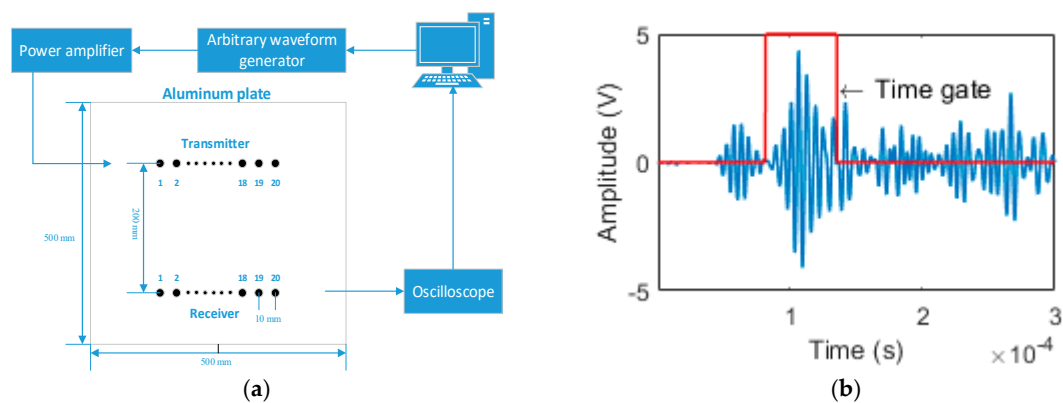 Power amplifier
Arbitrary waveform
generator
Aluminum plate
Transmitter
1 2 18 19 20
200 mm
500 mm
1 2 18 19 20
Receiver
10 mm
500 mm
Oscilloscope
(a)
5
0
-5
Amplitude (V)
← Time gate
1 2 3
Time (s)
×10⁻⁴
(b)